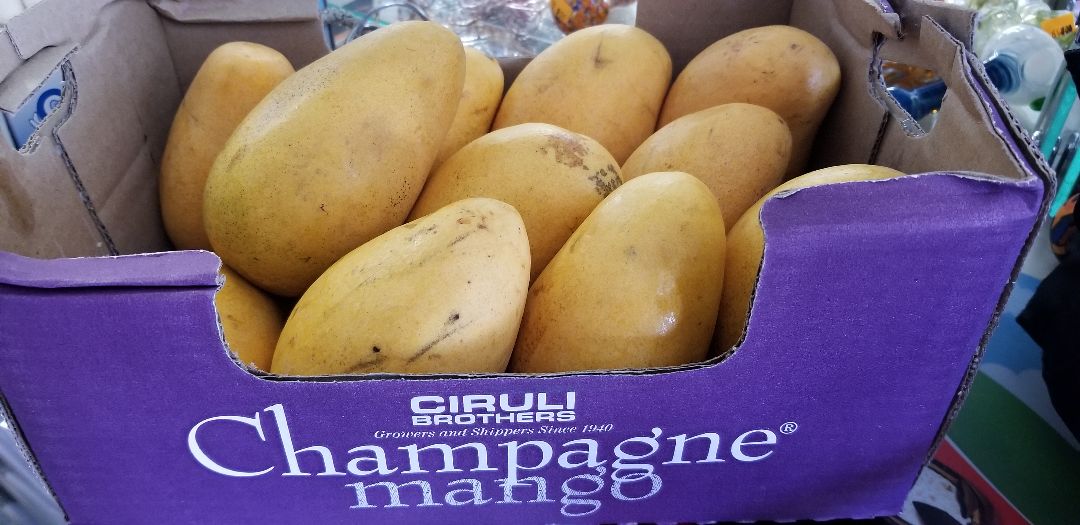 CIRULI
BROTHERS
Growers and Shippers Since 1940
Champagne®
mango